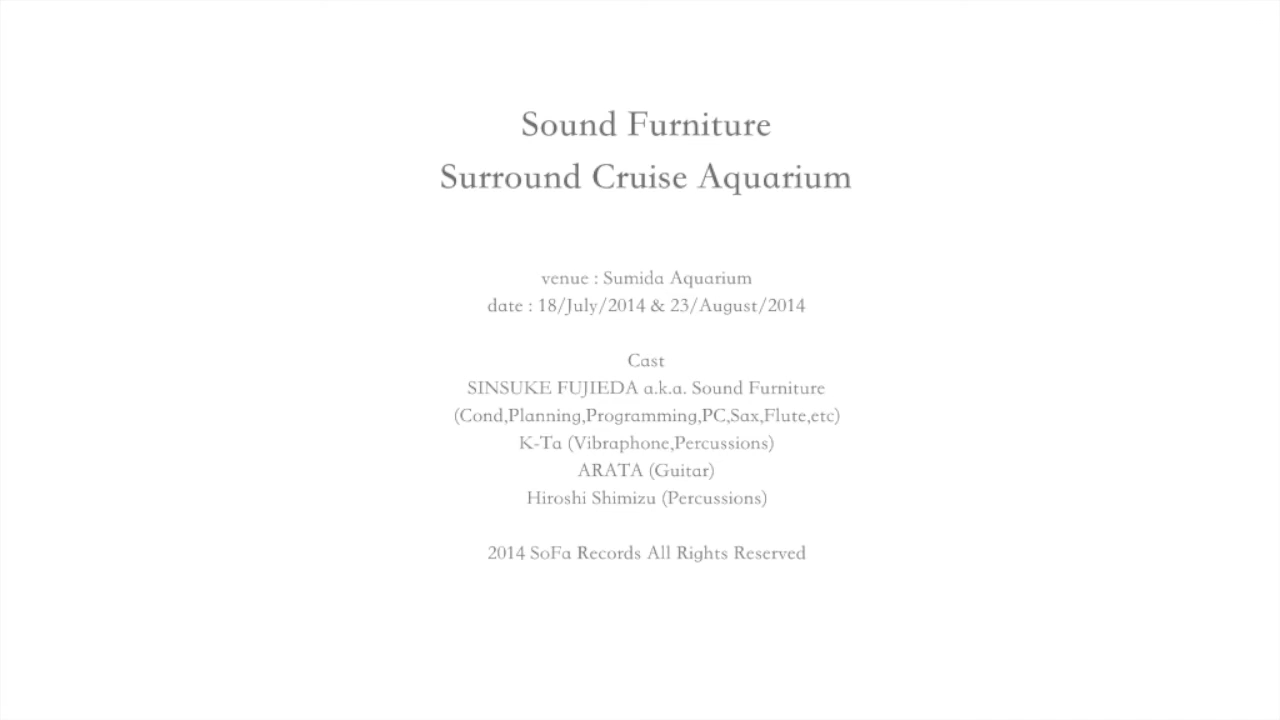 Sound Furniture
Surround Cruise Aquarium
venue : Sumida Aquarium
date : 18/July/2014 & 23/August/2014
Cast
SINSUKE FUJIEDA a.k.a. Sound Furniture
(Cond,Planning,Programming,PC,Sax,Flute,etc)
K-Ta (Vibraphone,Percussions)
ARATA (Guitar)
Hiroshi Shimizu (Percussions)
2014 SoFa Records All Rights Reserved